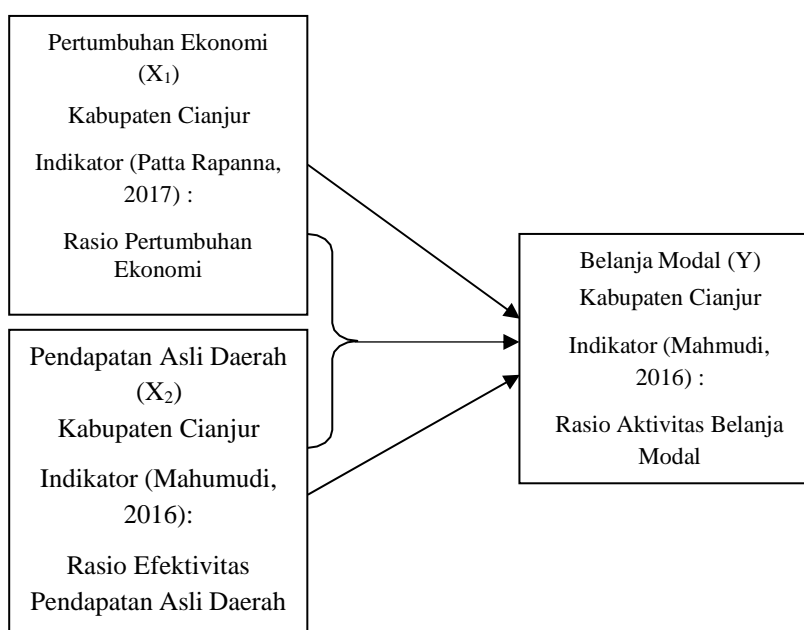 Pertumbuhan Ekonomi
(X₁)
Kabupaten Cianjur
Indikator (Patta Rapanna,
2017) :
Rasio Pertumbuhan
Ekonomi
Pendapatan Asli Daerah
(X₂)
Kabupaten Cianjur
Indikator (Mahumudi,
2016):
Rasio Efektivitas
Pendapatan Asli Daerah
Belanja Modal (Y)
Kabupaten Cianjur
Indikator (Mahmudi,
2016) :
Rasio Aktivitas Belanja
Modal